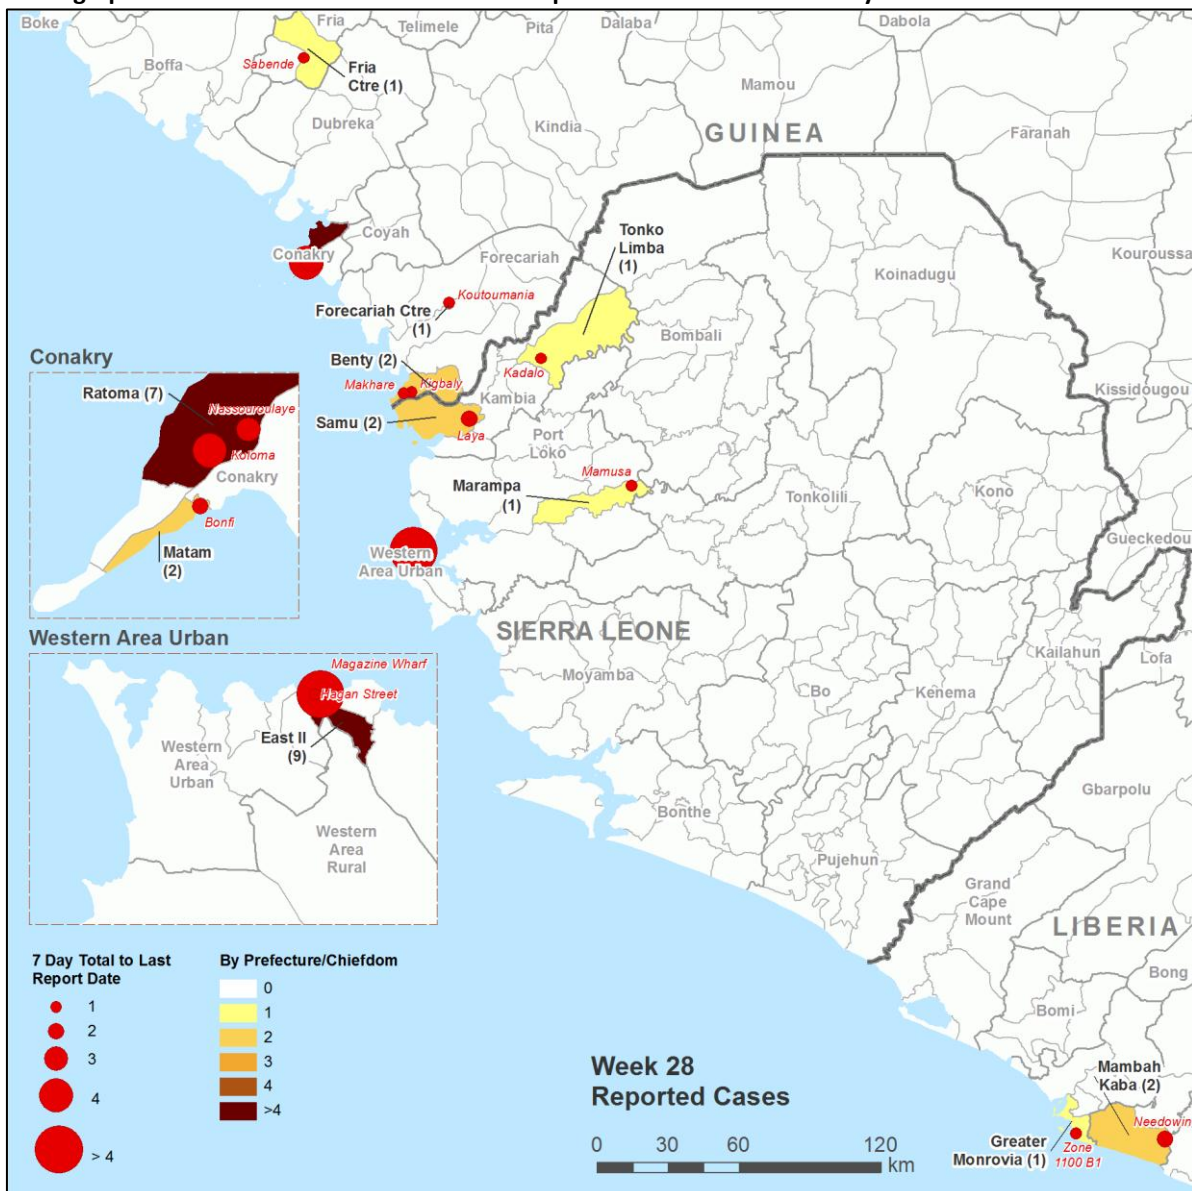 Boke
Fria
Telimele
Pita
Dalaba
Dabola
Boffa
Sabende
Fria
Ctre (1)
Mamou
Dubreka
Kindia
GUINEA
Faranah
Conakry
Coyah
Tonko
Limba
(1)
Forecariah
Koinadugu
Kouroussa
Koutoumania
Forecariah Ctre
(1)
Bombali
Conakry
Benty (2)
Kadalo
Makhare
Kigbaly
Kambia
Kissidougou
Ratoma (7)
Nassouroulaye
Samu (2)
Laya
Port
Loko
Koloma
Conakry
Mamusa
Marampa
(1)
Tonkolili
Kono
Bonfi
Matam
(2)
Gueckedou
Western
Area Urban
Western Area Urban
SIERRA LEONE
Kailahun
Lofa
Magazine Wharf
Moyamba
Hagan Street
Bo
Kenema
East II
(9)
Western
Area
Urban
Gbarpolu
Bonthe
Western
Area
Rural
Pujehun
Grand
Cape
Mount
LIBERIA
7 Day Total to Last
Report Date
1
2
3
4
> 4
By Prefecture/Chiefdom
0
1
2
3
4
>4
Bong
Bomi
Week 28
Reported Cases
Mambah
Kaba (2)
Needowin
Greater
Monrovia (1)
Zone
1100 B1
0 30 60 120
km